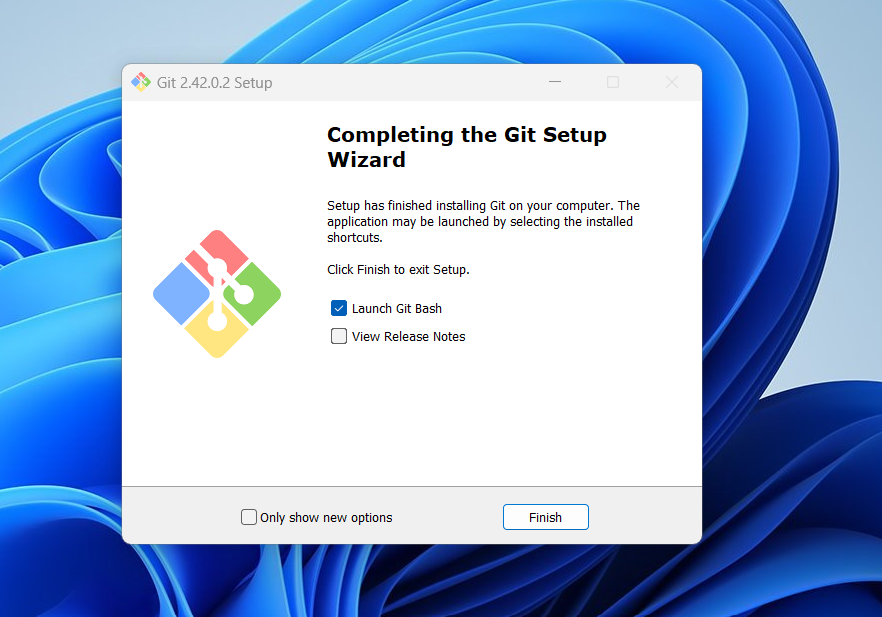 Git 2.42.0.2 Setup
Completing the Git Setup
Wizard
Setup has finished installing Git on your computer. The
application may be launched by selecting the installed
shortcuts.
Click Finish to exit Setup.
Launch Git Bash
View Release Notes
Only show new options
Finish